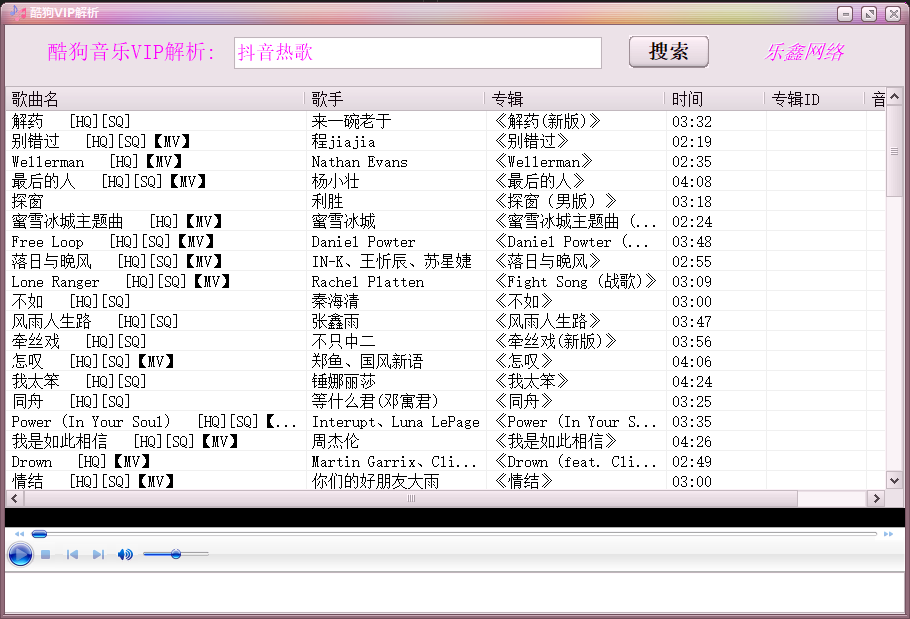 酷狗VIP解析
酷狗音乐VIP解析: 抖音热歌 搜索 乐鑫网络
歌曲名 歌手 专辑 时间 专辑ID 音
解药 [HQ][SQ] 来一碗老于 《解药(新版)》 03:32
别错过 [HQ][SQ]【MV】 程jiajia 《别错过》 02:19
Wellerman [HQ]【MV】 Nathan Evans 《Wellerman》 02:35
最后的人 [HQ][SQ]【MV】 杨小壮 《最后的人》 04:08
探窗 利胜 《探窗（男版）》 03:18
蜜雪冰城主题曲 [HQ]【MV】 蜜雪冰城 《蜜雪冰城主题曲（... 02:24
Free Loop [HQ][SQ]【MV】 Daniel Powter 《Daniel Powter（... 03:48
落日与晚风 [HQ][SQ]【MV】 IN-K、王忻辰、苏星婕 《落日与晚风》 02:55
Lone Ranger [HQ][SQ]【MV】 Rachel Platten 《Fight Song（战歌）》 03:09
不如 [HQ][SQ] 秦海清 《不如》 03:00
风雨人生路 [HQ][SQ] 张鑫雨 《风雨人生路》 03:47
牵丝戏 [HQ][SQ] 不只中二 《牵丝戏(新版)》 03:56
怎叹 [HQ][SQ]【MV】 郑鱼、国风新语 《怎叹》 04:06
我太笨 [HQ][SQ] 锤娜丽莎 《我太笨》 04:24
同舟 [HQ][SQ] 等什么君(邓寓君) 《同舟》 03:25
Power（In Your Soul） [HQ][SQ]【... Interupt、Luna LePage 《Power（In Your S... 03:35
我是如此相信 [HQ][SQ]【MV】 周杰伦 《我是如此相信》 04:26
Drown [HQ]【MV】 Martin Garrix、Cli... 《Drown（feat. Cli... 02:49
情结 [HQ][SQ]【MV】 你们的好朋友大雨 《情结》 03:00